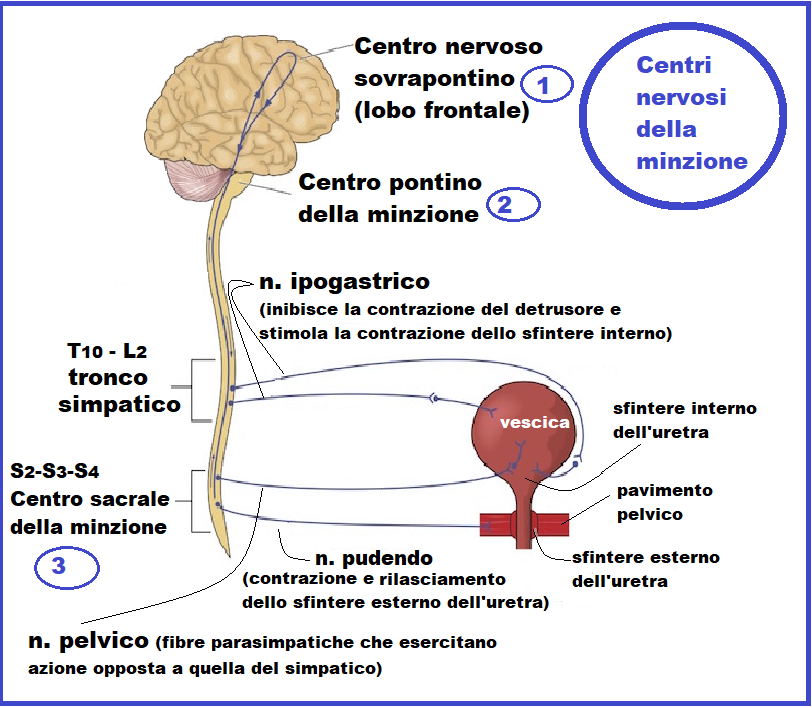 Centro nervoso
sovrapontino
(lobo frontale)
1
Centri
nervosi
della
minzione
Centro pontino
della minzione
2
n. ipogastrico
(inibisce la contrazione del detrusore e
stimola la contrazione dello sfintere interno)
T10 - L2
tronco
simpatico
vescica
sfintere interno
dell'uretra
S2-S3-S4
Centro sacrale
della minzione
3
pavimento
pelvico
sfintere esterno
dell'uretra
n. pudendo
(contrazione e rilasciamento
dello sfintere esterno dell'uretra)
n. pelvico (fibre parasimpatiche che esercitano
azione opposta a quella del simpatico)